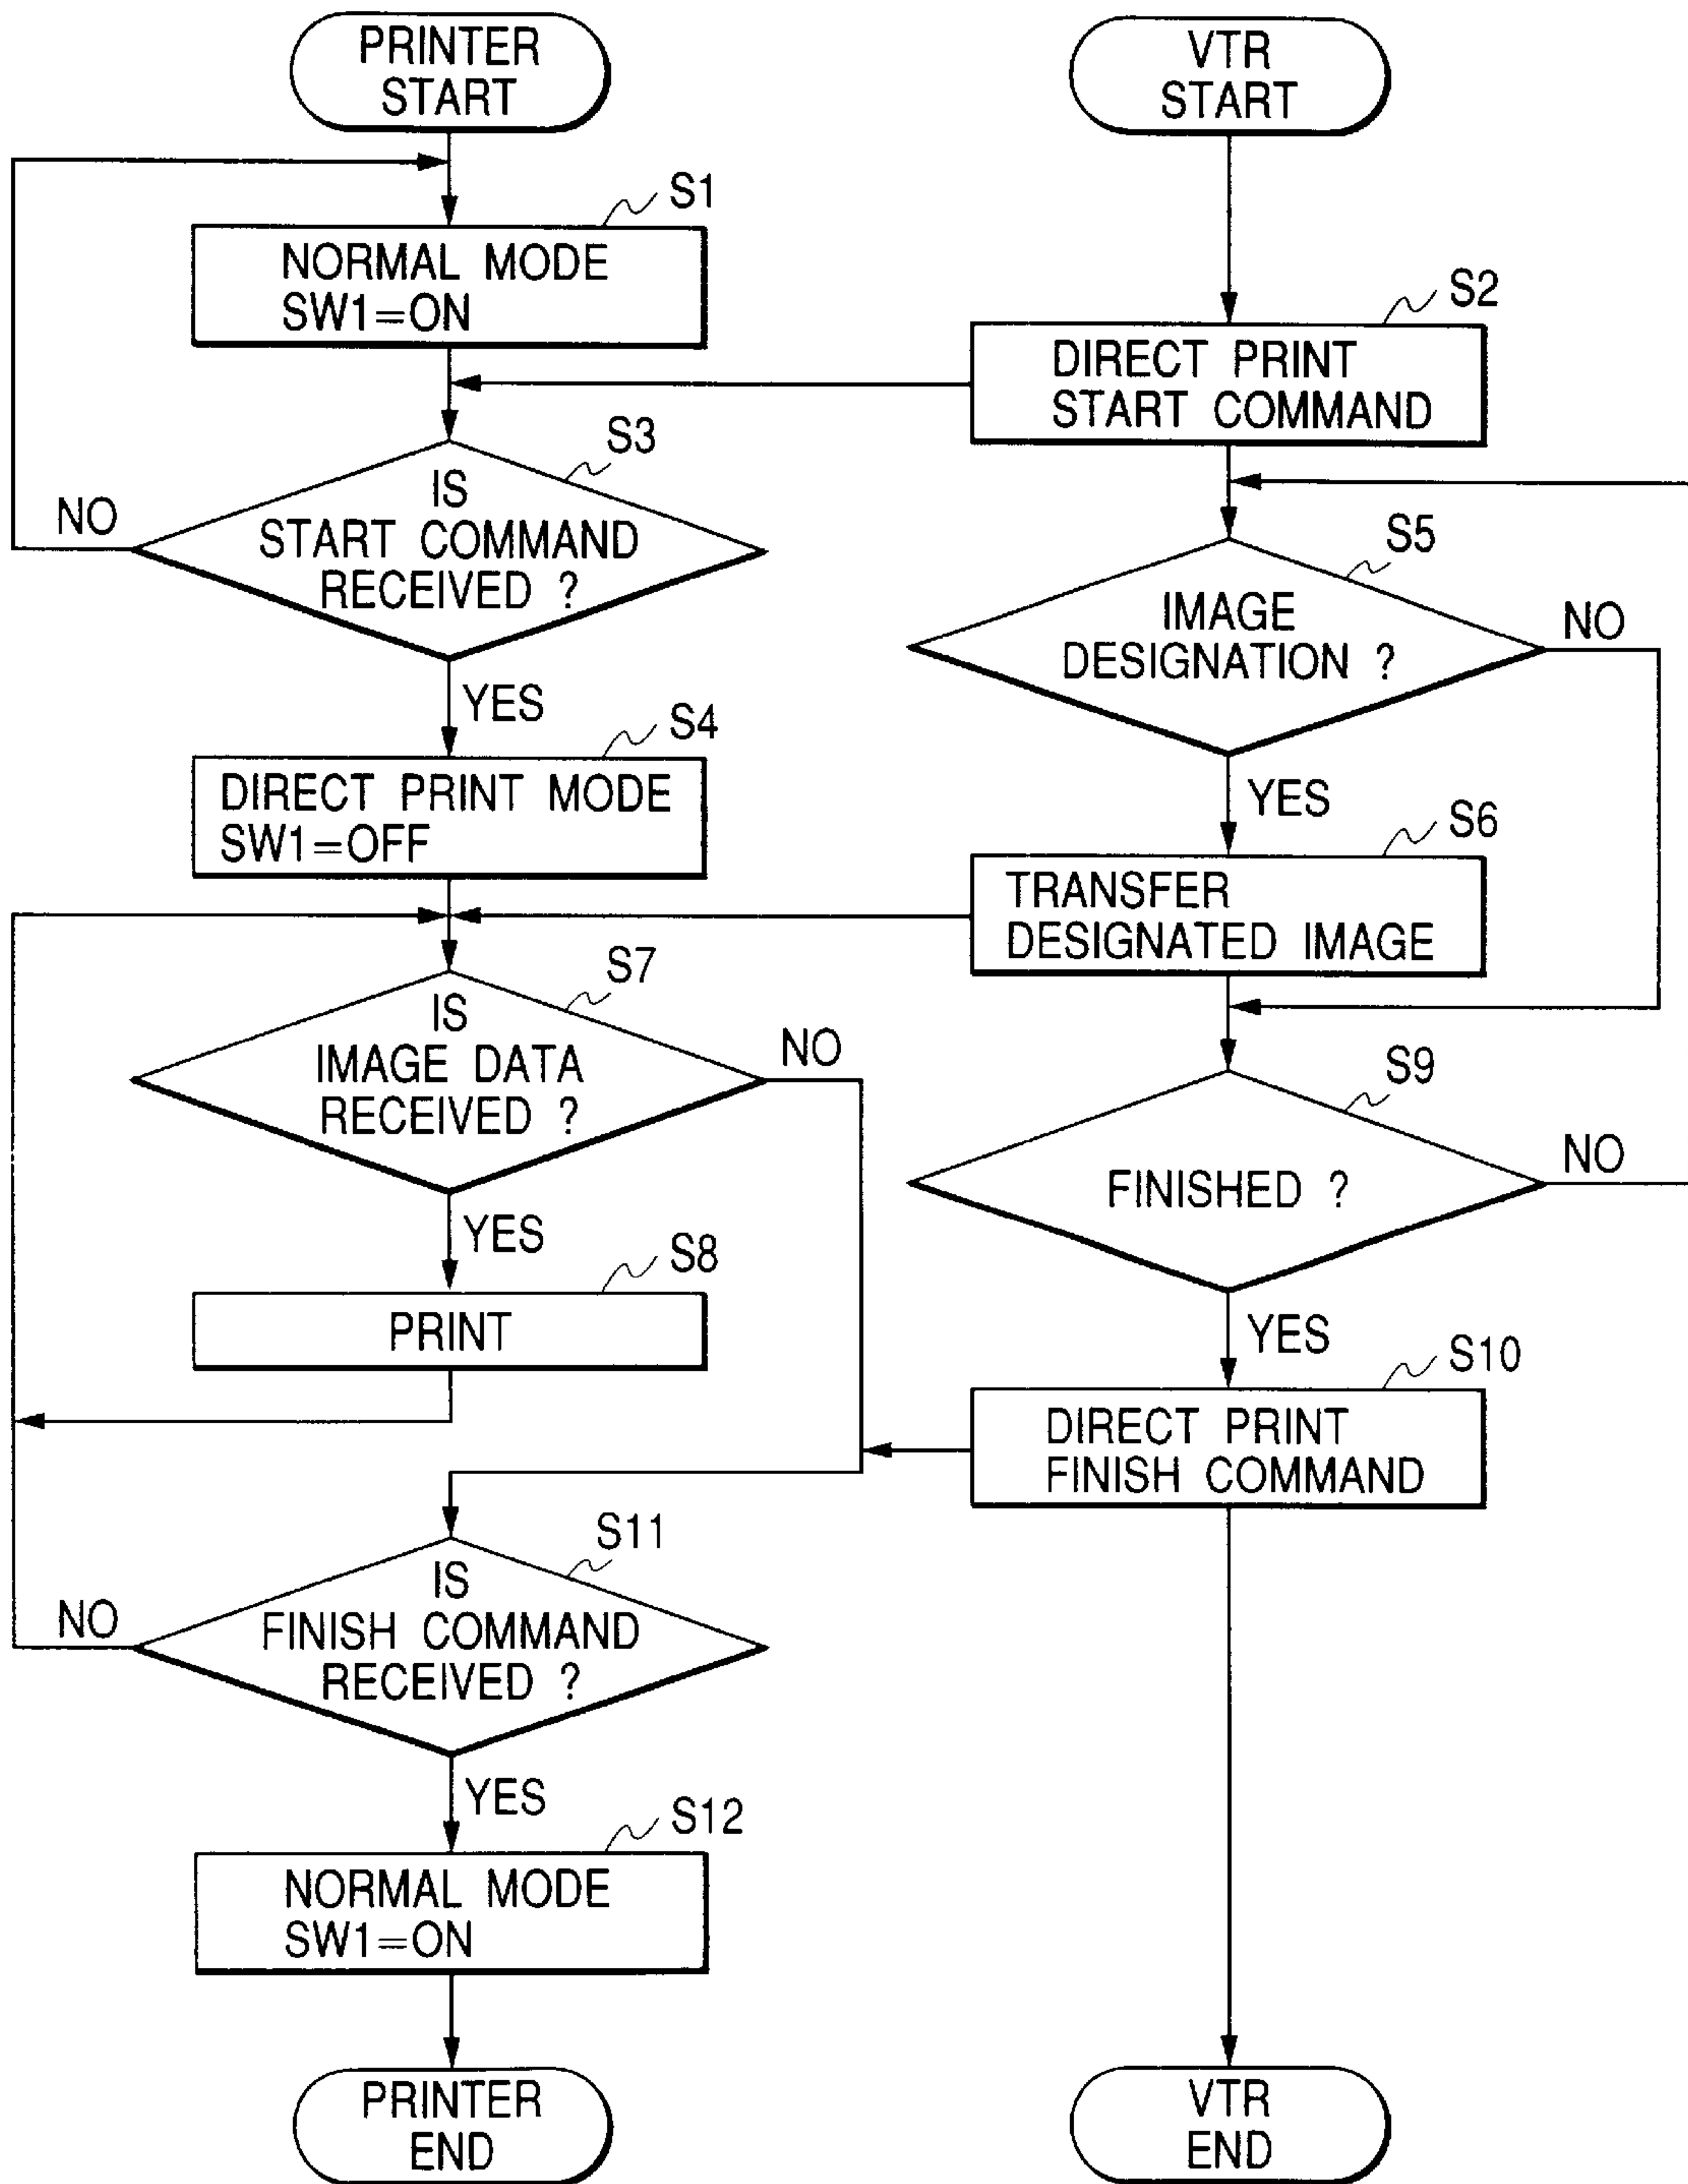 PRINTER
START
S1
NORMAL MODE
SW1=ON
S3
IS
START COMMAND
RECEIVED ?
NO
YES
S4
DIRECT PRINT MODE
SW1=OFF
S7
IS
IMAGE DATA
RECEIVED ?
NO
YES
S8
PRINT
S11
IS
FINISH COMMAND
RECEIVED ?
NO
YES
S12
NORMAL MODE
SW1=ON
PRINTER
END
VTR
START
S2
DIRECT PRINT
START COMMAND
S5
IMAGE
DESIGNATION ?
NO
YES
S6
TRANSFER
DESIGNATED IMAGE
S9
FINISHED ?
NO
YES
S10
DIRECT PRINT
FINISH COMMAND
VTR
END